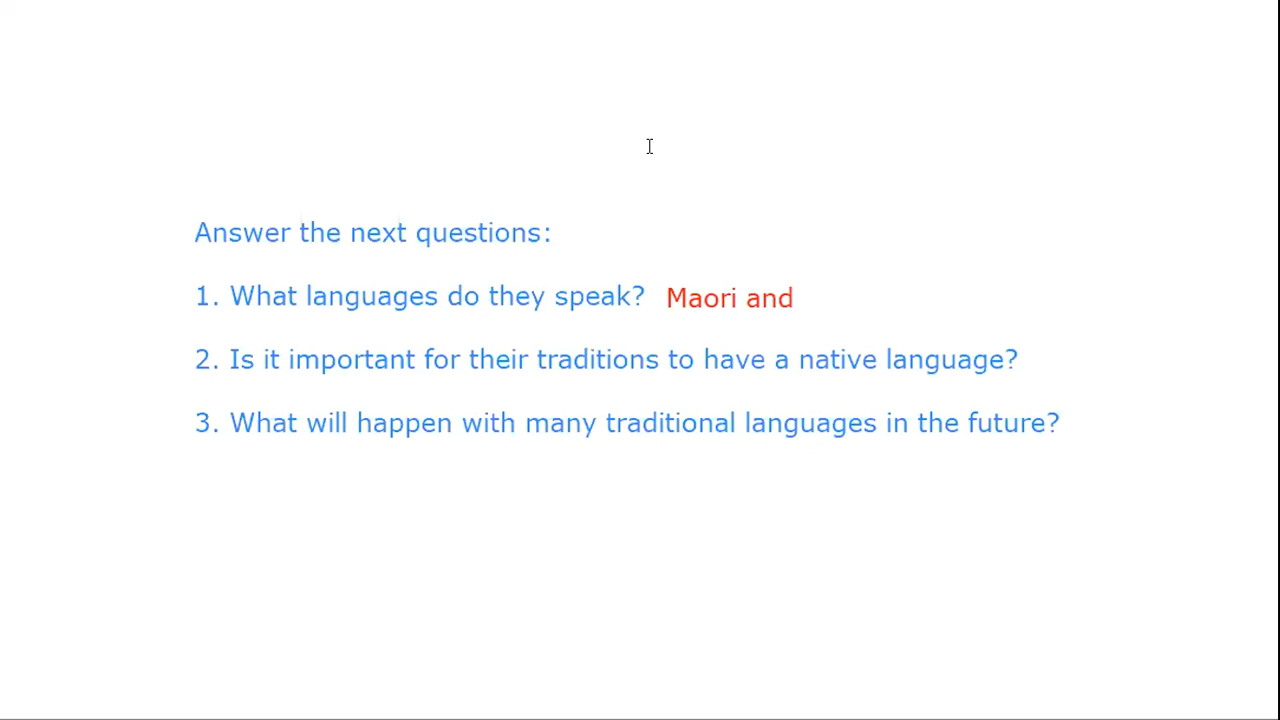 Answer the next questions:
1. What languages do they speak? Maori and
2. Is it important for their traditions to have a native language?
3. What will happen with many traditional languages in the future?